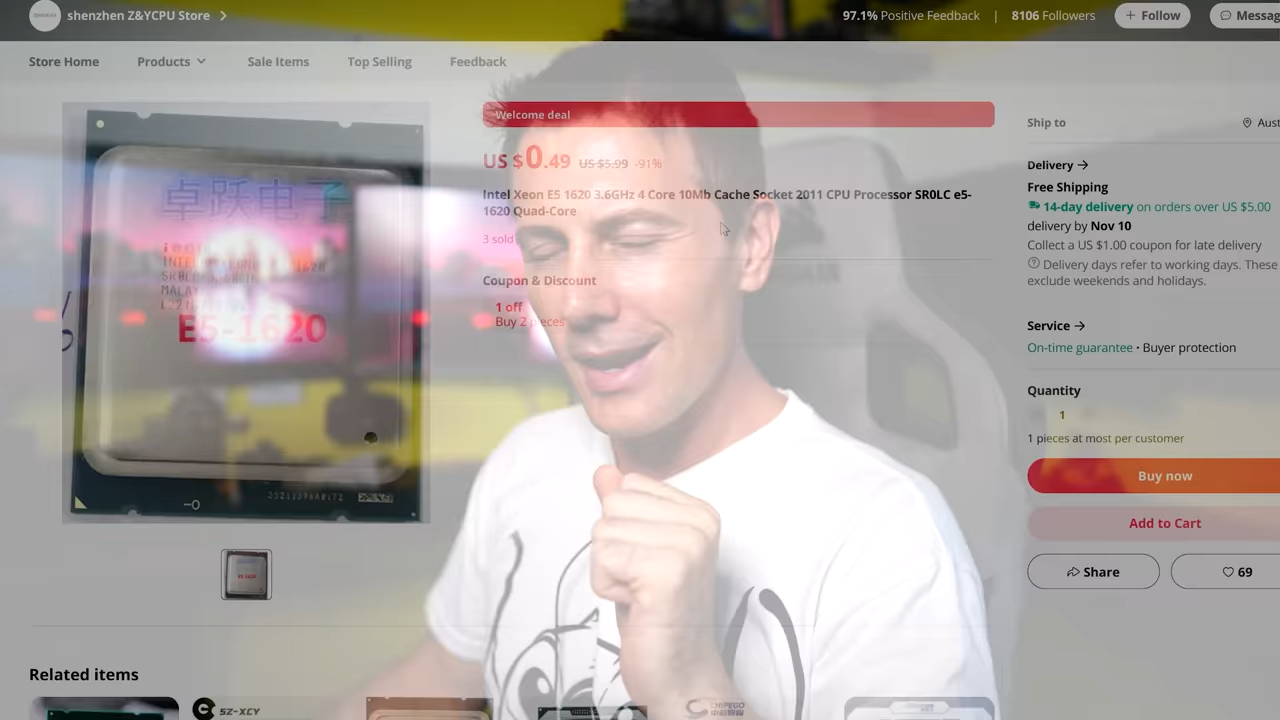 shenzhen Z&YCPU Store
97.1% Positive Feedback | 8106 Followers
+ Follow
Messag
Store Home
Products
Sale Items
Top Selling
Feedback
卓跃电子
MALAY
E5-1620
Welcome deal
US $0.49 US $5.99 -91%
Intel Xeon E5 1620 3.6GHz 4 Core 10Mb Cache Socket 2011 CPU Processor SR0LC e5-
1620 Quad-Core
3 sold
Coupon & Discount
1 off
Buy 2 pieces
Ship to
Aust
Delivery
Free Shipping
14-day delivery on orders over US $5.00
delivery by Nov 10
Collect a US $1.00 coupon for late delivery
Delivery days refer to working days. These
exclude weekends and holidays.
Service
On-time guarantee · Buyer protection
Quantity
1
1 pieces at most per customer
Buy now
Add to Cart
Share
69
Related items
SZ-XCY
CHIPEGO